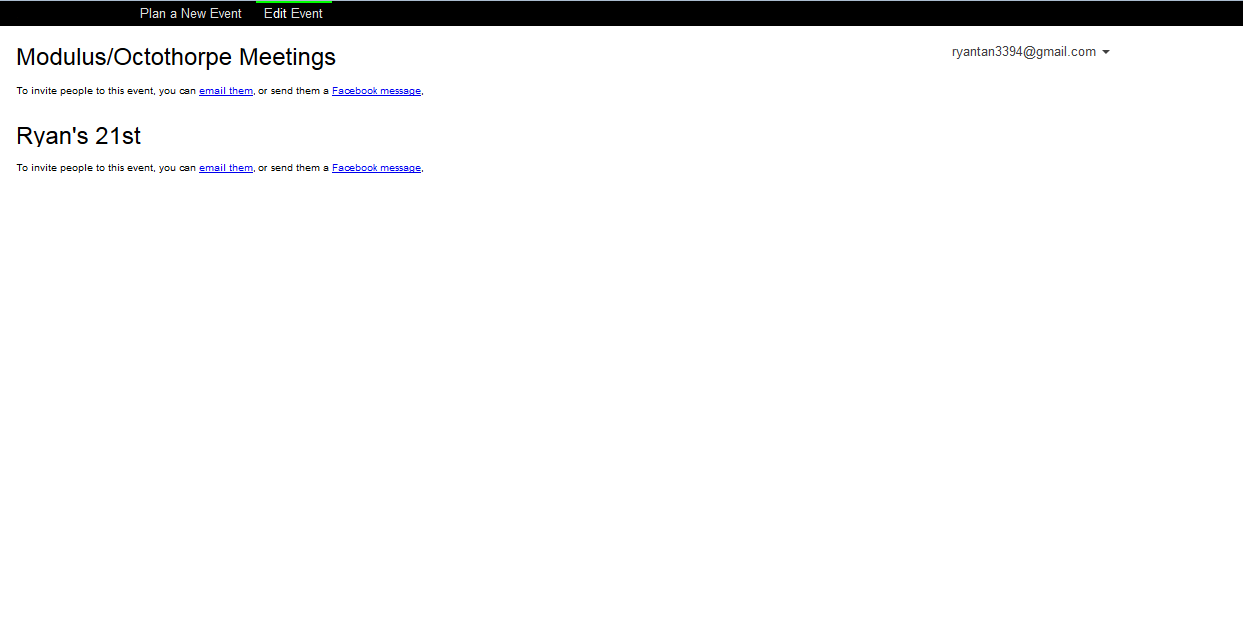 Plan a New Event Edit Event
Modulus/Octothorpe Meetings
ryantan3394@gmail.com
To invite people to this event, you can email them, or send them a Facebook message,
Ryan's 21st
To invite people to this event, you can email them, or send them a Facebook message,